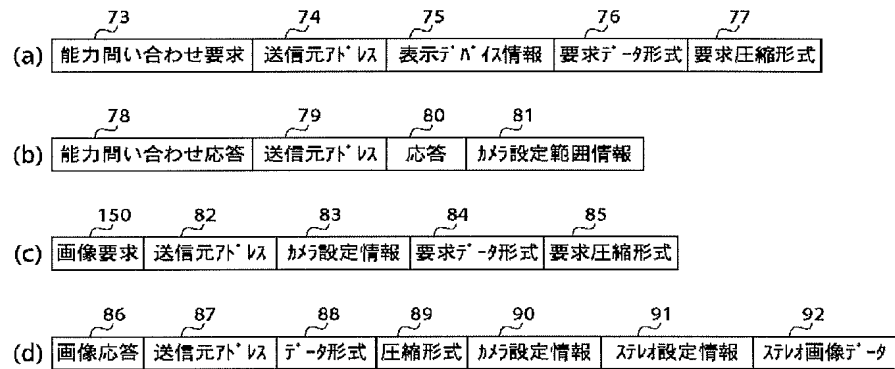 73 74 75 76 77
(a) 能力問い合わせ要求 送信元ｱﾄﾞﾚｽ 表示ﾃﾞﾊﾞｲｽ情報 要求ﾃﾞｰﾀ形式 要求圧縮形式
78 79 80 81
(b) 能力問い合わせ応答 送信元ｱﾄﾞﾚｽ 応答 ｶﾒﾗ設定範囲情報
150 82 83 84 85
(c) 画像要求 送信元ｱﾄﾞﾚｽ ｶﾒﾗ設定情報 要求ﾃﾞｰﾀ形式 要求圧縮形式
86 87 88 89 90 91 92
(d) 画像応答 送信元ｱﾄﾞﾚｽ ﾃﾞｰﾀ形式 圧縮形式 ｶﾒﾗ設定情報 ｽﾃﾚｵ設定情報 ｽﾃﾚｵ画像ﾃﾞｰﾀ